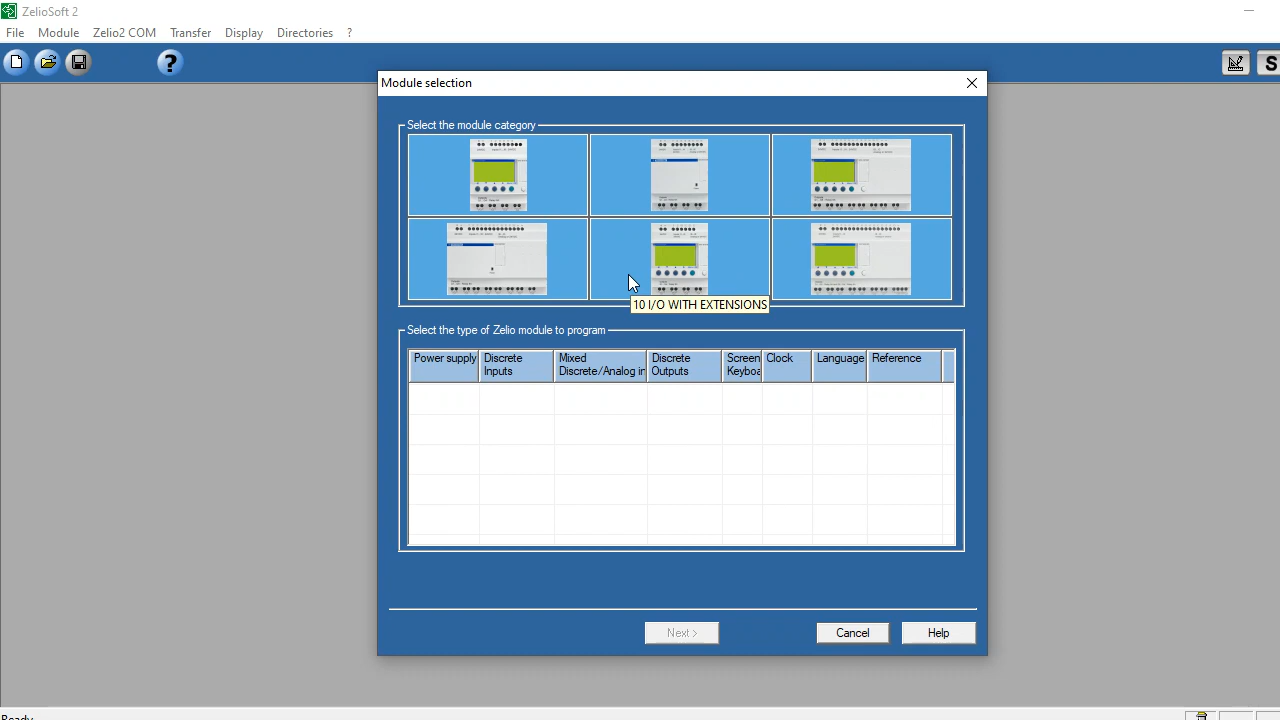 ZelioSoft 2
File Module Zelio2 COM Transfer Display Directories ?
?
S
Module selection
Select the module category
10 I/O WITH EXTENSIONS
Select the type of Zelio module to program
Power supply Discrete Inputs Mixed Discrete/Analog in Discrete Outputs Screen Keyboa Clock Language Reference
Next > Cancel Help
Ready